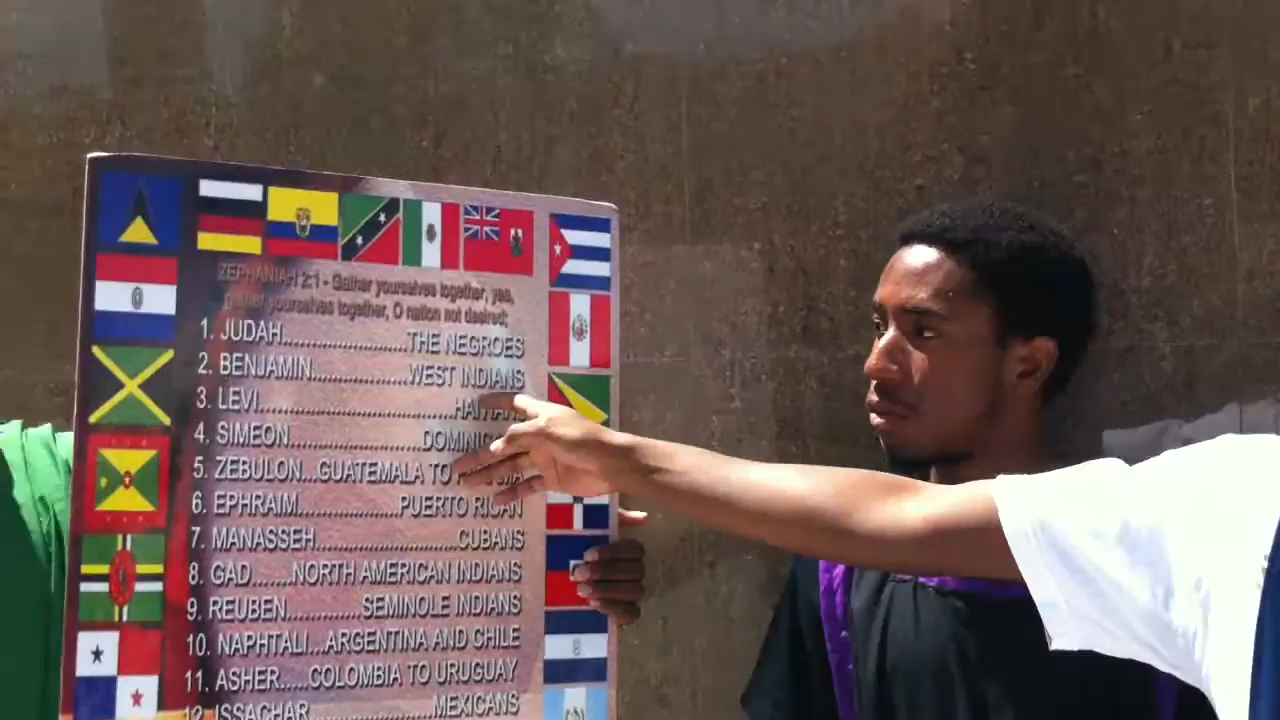 ZEPHANIAH 2:1 - Gather yourselves together, yea,
gather yourselves together, O nation not desired;
1. JUDAH....................THE NEGROES
2. BENJAMIN...............WEST INDIANS
3. LEVI...............................
4. SIMEON.....................
5. ZEBULON...GUATEMALA TO
6. EPHRAIM................PUERTO RICAN
7. MANASSEH.......................CUBANS
8. GAD.......NORTH AMERICAN INDIANS
9. REUBEN............SEMINOLE INDIANS
10. NAPHTALI...ARGENTINA AND CHILE
11. ASHER.....COLOMBIA TO URUGUAY
12. ISSACHAR....................MEXICANS